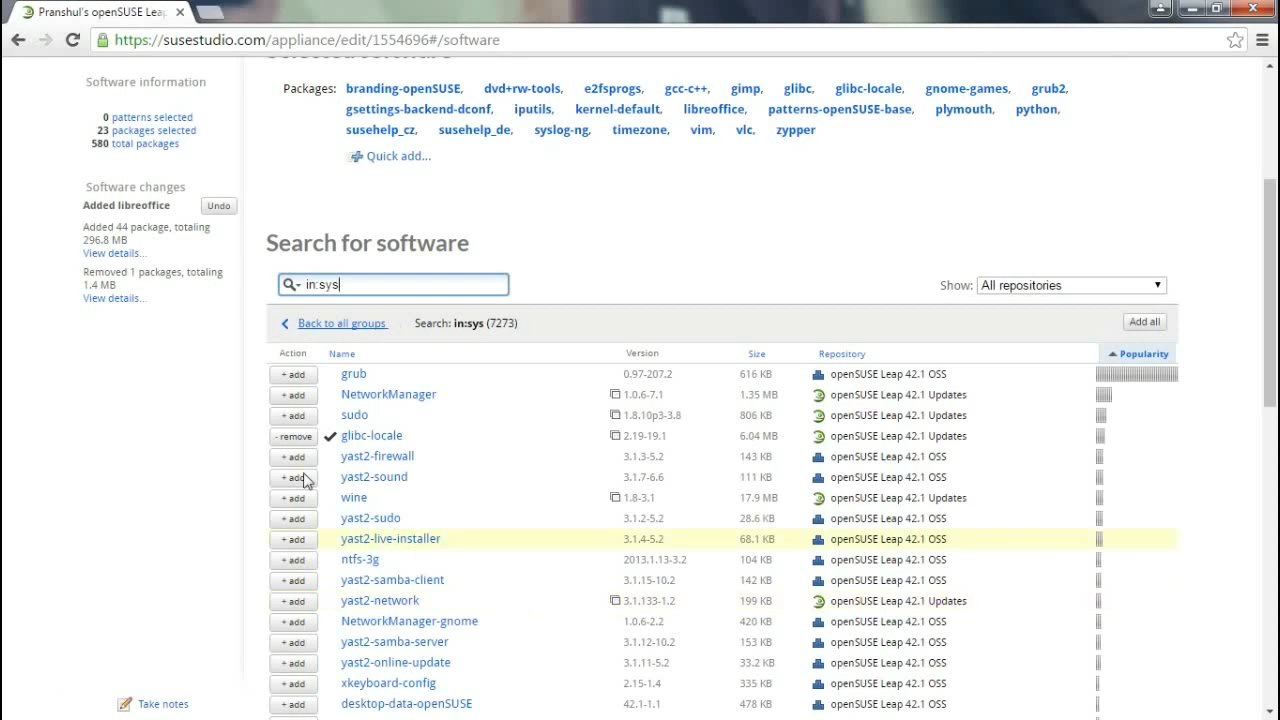 Pranshul's openSUSE Leap
https://susestudio.com/appliance/edit/1554696#/software
Software information
0 patterns selected
23 packages selected
580 total packages
Software changes
Added libreoffice Undo
Added 44 package, totaling
296.8 MB
View details...
Removed 1 packages, totaling
1.4 MB
View details...
Take notes
Selected software
Packages: branding-openSUSE, dvd+rw-tools, e2fsprogs, gcc-c++, gimp, glibc, glibc-locale, gnome-games, grub2,
gsettings-backend-dconf, iputils, kernel-default, libreoffice, patterns-openSUSE-base, plymouth, python,
susehelp_cz, susehelp_de, syslog-ng, timezone, vim, vlc, zypper
Quick add...
Search for software
in:sys Show: All repositories
Back to all groups Search: in:sys (7273) Add all
Action Name Version Size Repository Popularity
+ add grub 0.97-207.2 616 KB openSUSE Leap 42.1 OSS
+ add NetworkManager 1.0.6-7.1 1.35 MB openSUSE Leap 42.1 Updates
+ add sudo 1.8.10p3-3.8 806 KB openSUSE Leap 42.1 Updates
- remove glibc-locale 2.19-19.1 6.04 MB openSUSE Leap 42.1 Updates
+ add yast2-firewall 3.1.3-5.2 143 KB openSUSE Leap 42.1 OSS
+ add yast2-sound 3.1.7-6.6 111 KB openSUSE Leap 42.1 OSS
+ add wine 1.8-3.1 17.9 MB openSUSE Leap 42.1 Updates
+ add yast2-sudo 3.1.2-5.2 28.6 KB openSUSE Leap 42.1 OSS
+ add yast2-live-installer 3.1.4-5.2 68.1 KB openSUSE Leap 42.1 OSS
+ add ntfs-3g 2013.1.13-3.2 104 KB openSUSE Leap 42.1 OSS
+ add yast2-samba-client 3.1.15-10.2 142 KB openSUSE Leap 42.1 OSS
+ add yast2-network 3.1.133-1.2 199 KB openSUSE Leap 42.1 Updates
+ add NetworkManager-gnome 1.0.6-2.2 420 KB openSUSE Leap 42.1 OSS
+ add yast2-samba-server 3.1.12-10.2 153 KB openSUSE Leap 42.1 OSS
+ add yast2-online-update 3.1.11-5.2 33.2 KB openSUSE Leap 42.1 OSS
+ add xkeyboard-config 2.15-1.4 335 KB openSUSE Leap 42.1 OSS
+ add desktop-data-openSUSE 42.1-1.1 478 KB openSUSE Leap 42.1 OSS